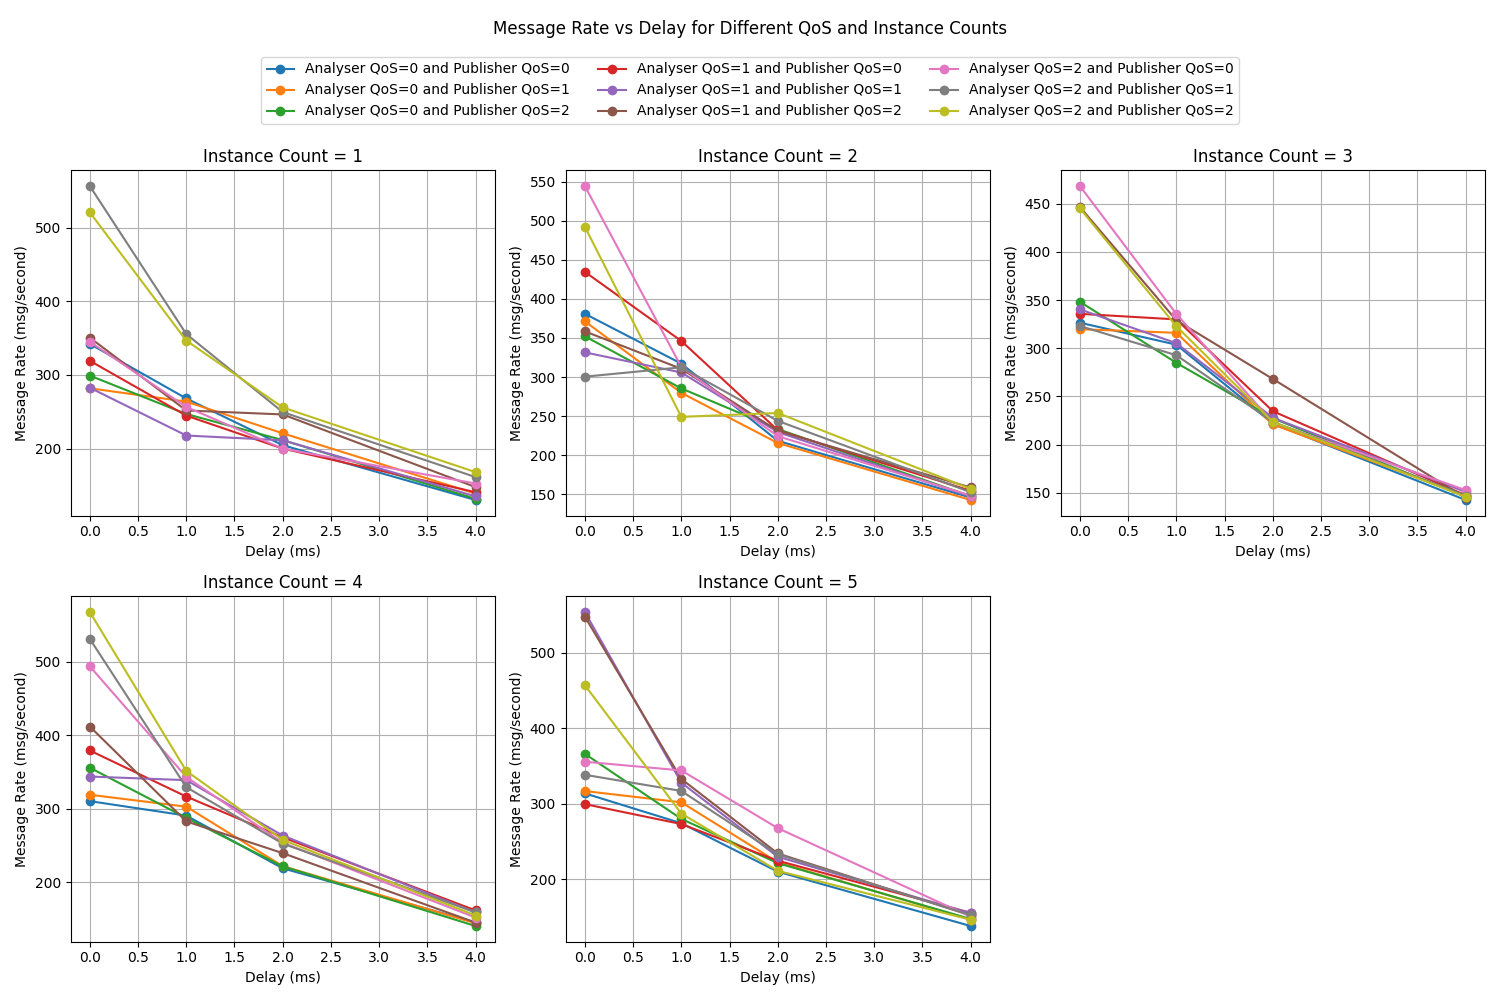 Message Rate vs Delay for Different QoS and Instance Counts
Analyser QoS=0 and Publisher QoS=0
Analyser QoS=0 and Publisher QoS=1
Analyser QoS=0 and Publisher QoS=2
Analyser QoS=1 and Publisher QoS=0
Analyser QoS=1 and Publisher QoS=1
Analyser QoS=1 and Publisher QoS=2
Analyser QoS=2 and Publisher QoS=0
Analyser QoS=2 and Publisher QoS=1
Analyser QoS=2 and Publisher QoS=2
Instance Count = 1
Message Rate (msg/second)
500
400
300
200
0.0 0.5 1.0 1.5 2.0 2.5 3.0 3.5 4.0
Delay (ms)
Instance Count = 2
Message Rate (msg/second)
550
500
450
400
350
300
250
200
150
0.0 0.5 1.0 1.5 2.0 2.5 3.0 3.5 4.0
Delay (ms)
Instance Count = 3
Message Rate (msg/second)
450
400
350
300
250
200
150
0.0 0.5 1.0 1.5 2.0 2.5 3.0 3.5 4.0
Delay (ms)
Instance Count = 4
Message Rate (msg/second)
500
400
300
200
0.0 0.5 1.0 1.5 2.0 2.5 3.0 3.5 4.0
Delay (ms)
Instance Count = 5
Message Rate (msg/second)
500
400
300
200
0.0 0.5 1.0 1.5 2.0 2.5 3.0 3.5 4.0
Delay (ms)